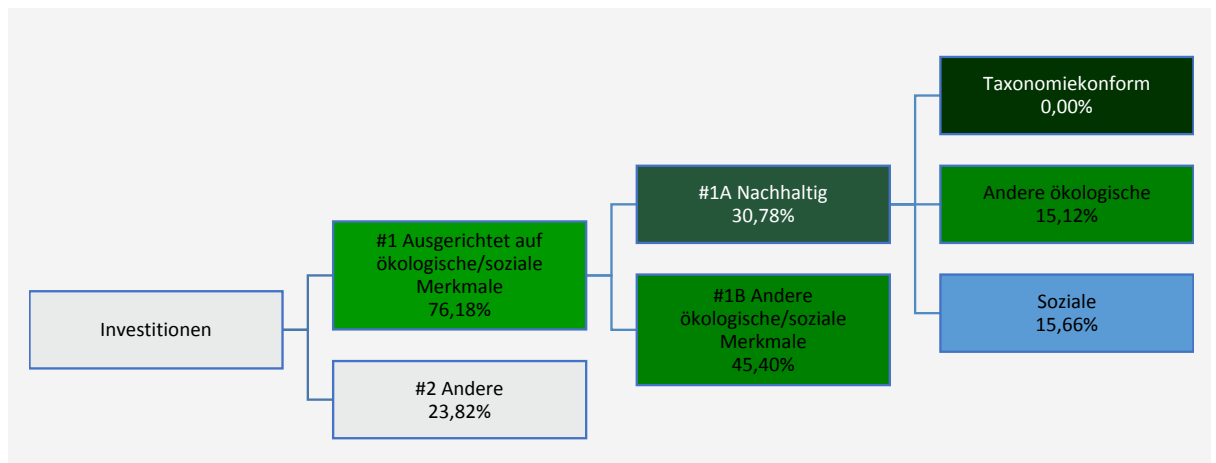 Investitionen
#1 Ausgerichtet auf
ökologische/soziale
Merkmale
76,18%
#2 Andere
23,82%
#1A Nachhaltig
30,78%
#1B Andere
ökologische/soziale
Merkmale
45,40%
Taxonomiekonform
0,00%
Andere ökologische
15,12%
Soziale
15,66%